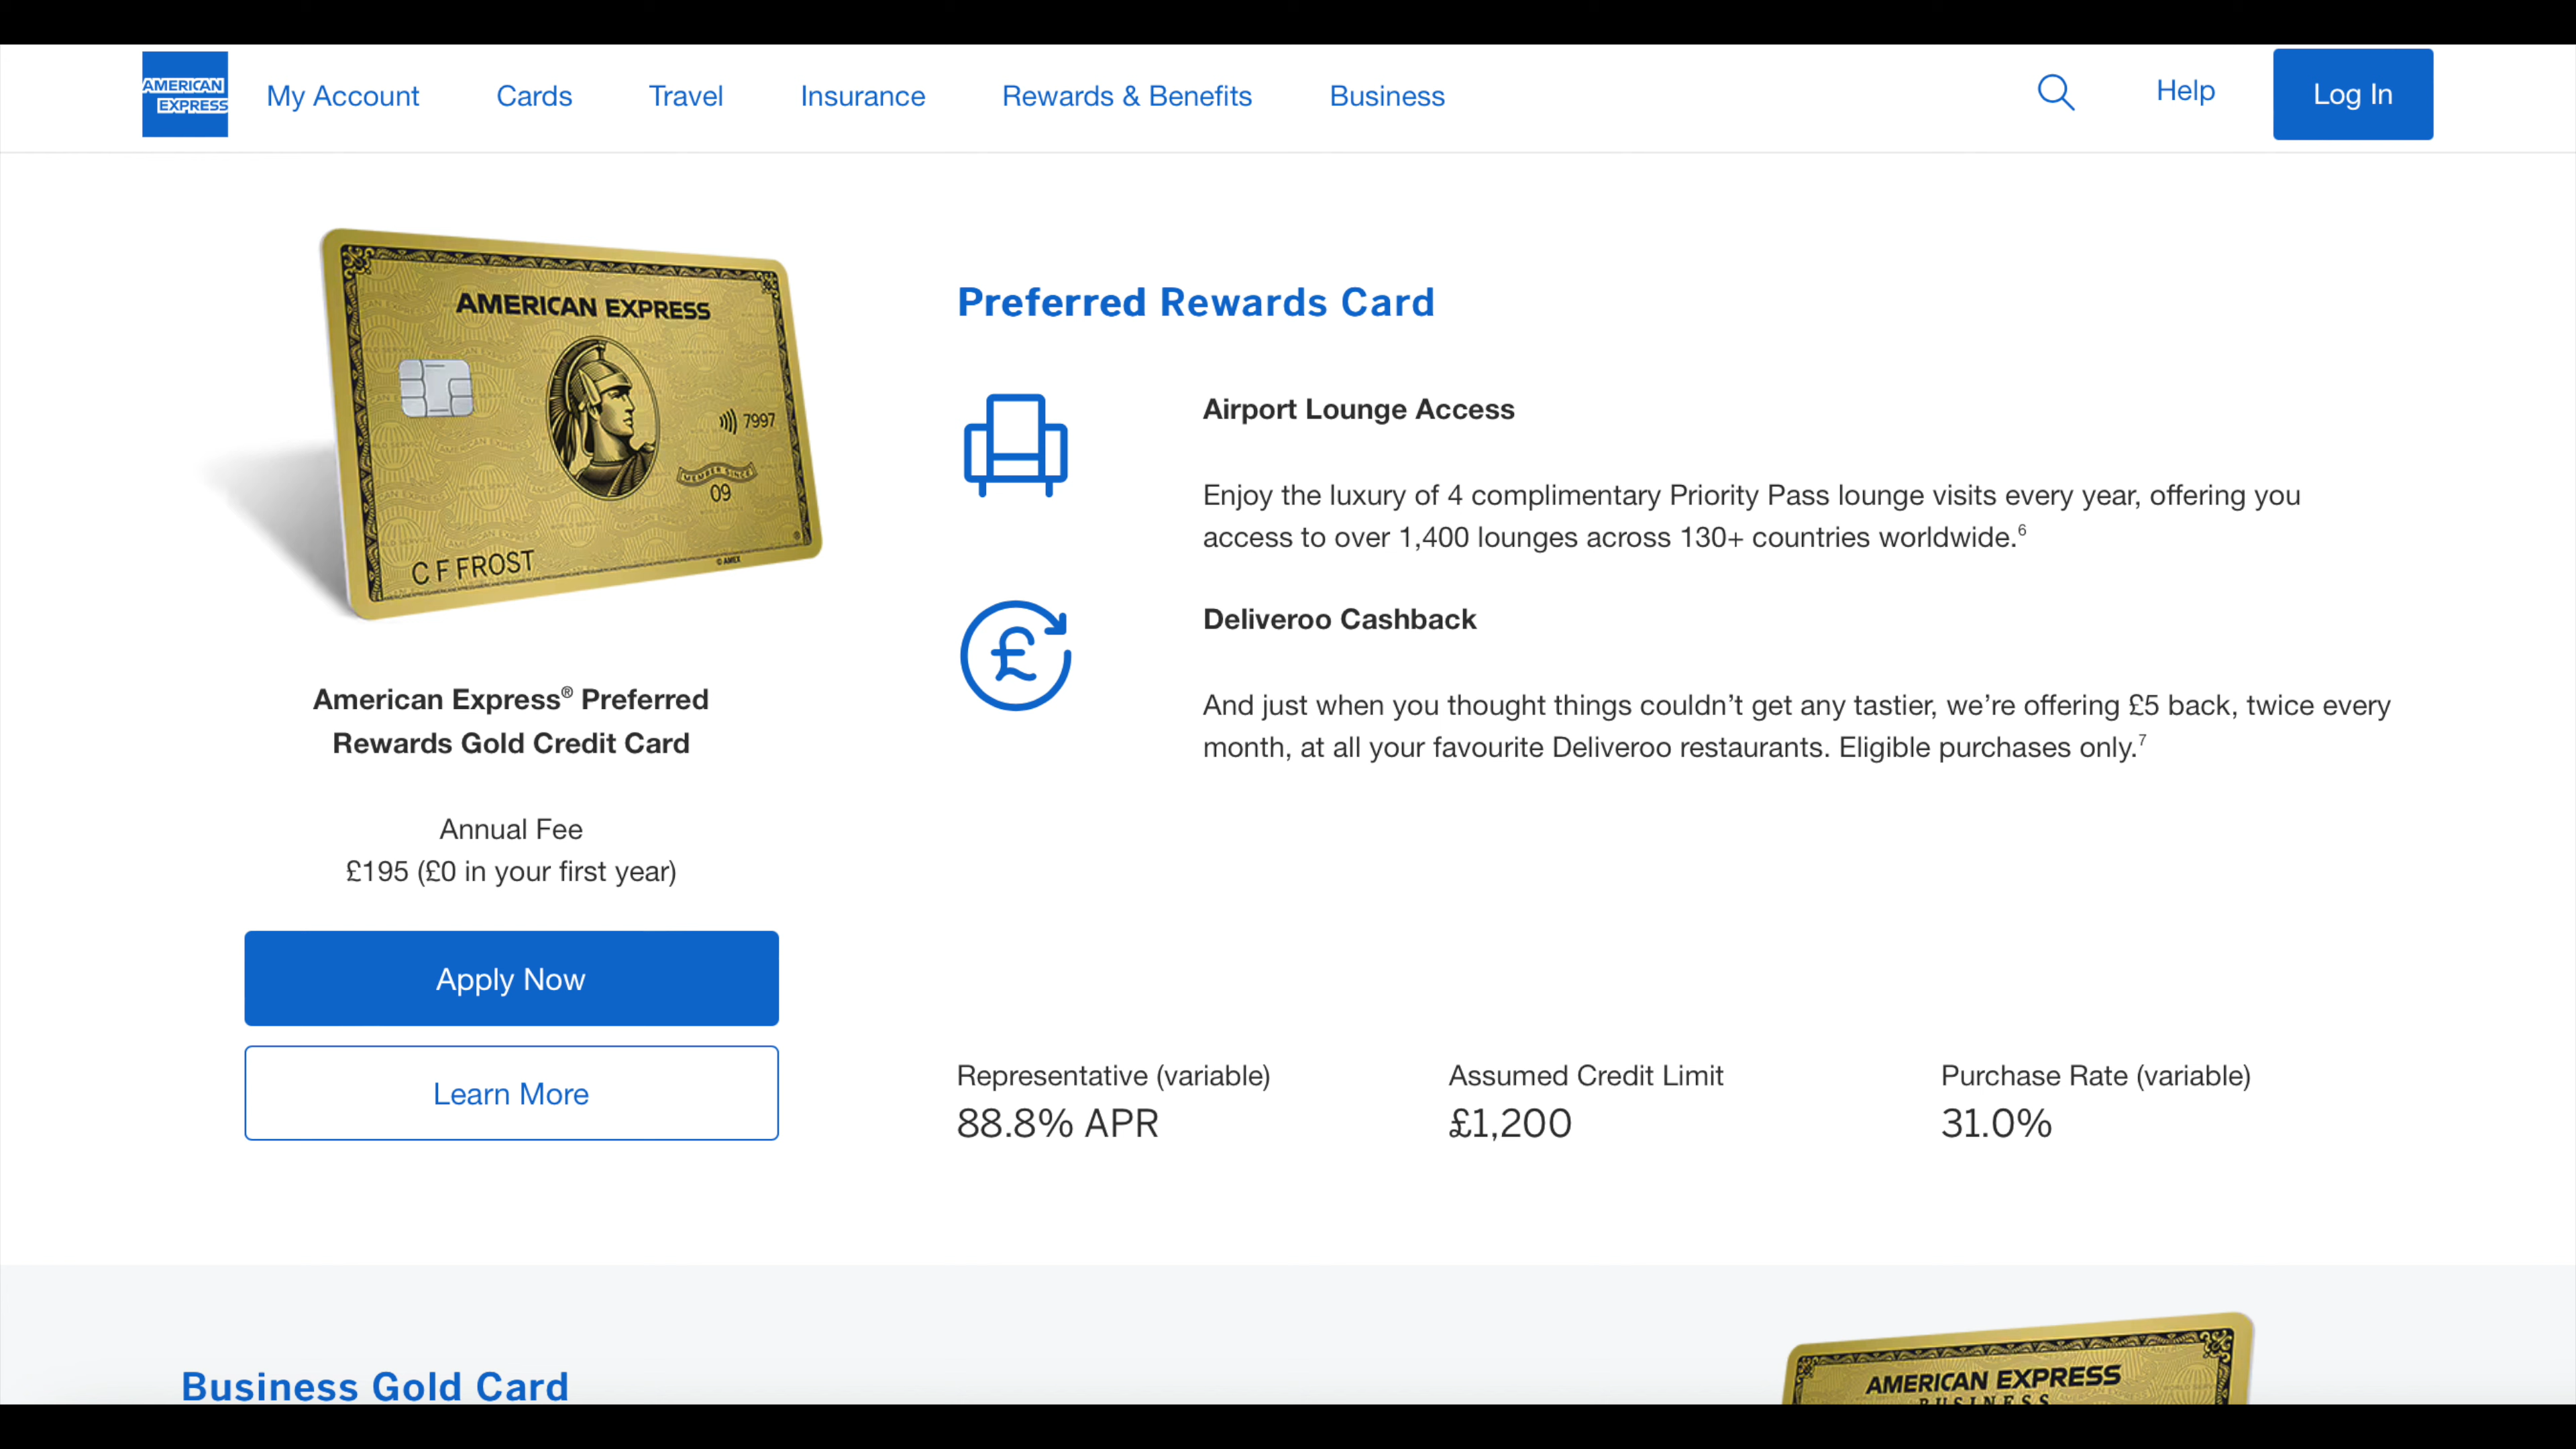 AMERICAN
EXPRESS
My Account
Cards
Travel
Insurance
Rewards & Benefits
Business
Help
Log In
AMERICAN EXPRESS
7997
MEMBER SINCE
09
C F FROST
© AMEX
American Express® Preferred
Rewards Gold Credit Card
Annual Fee
£195 (£0 in your first year)
Apply Now
Learn More
Preferred Rewards Card
Airport Lounge Access
Enjoy the luxury of 4 complimentary Priority Pass lounge visits every year, offering you
access to over 1,400 lounges across 130+ countries worldwide.⁶
Deliveroo Cashback
And just when you thought things couldn’t get any tastier, we’re offering £5 back, twice every
month, at all your favourite Deliveroo restaurants. Eligible purchases only.⁷
Representative (variable)
88.8% APR
Assumed Credit Limit
£1,200
Purchase Rate (variable)
31.0%
Business Gold Card
AMERICAN EXPRESS
BUSINESS